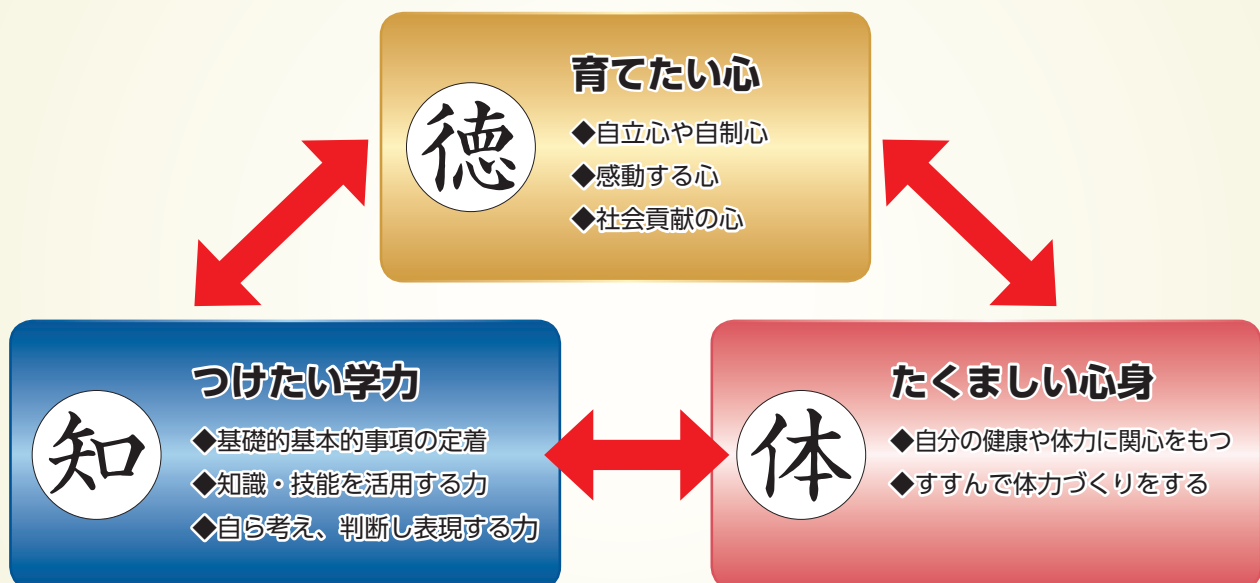 徳
育てたい心
◆自立心や自制心
◆感動する心
◆社会貢献の心
知
つけたい学力
◆基礎的基本的事項の定着
◆知識・技能を活用する力
◆自ら考え、判断し表現する力
体
たくましい心身
◆自分の健康や体力に関心をもつ
◆すすんで体力づくりをする